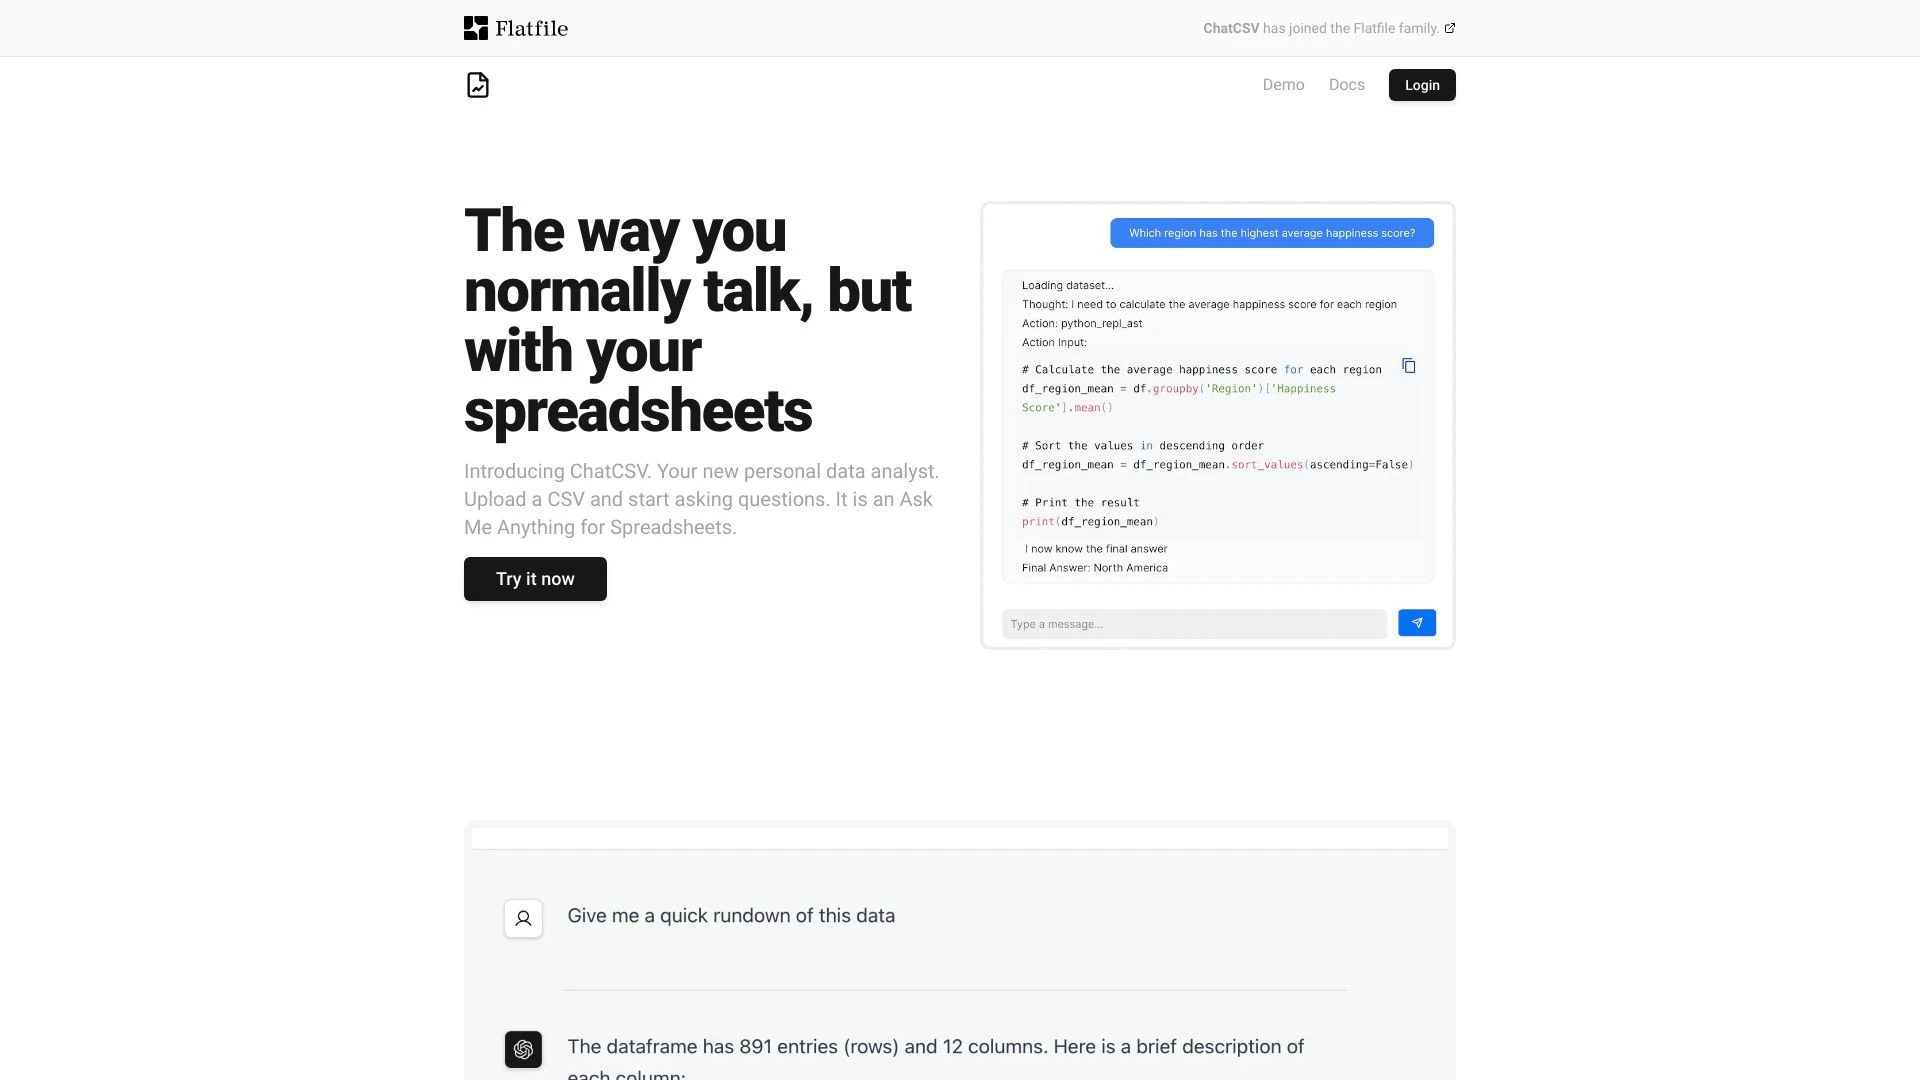 Flatfile
ChatCSV has joined the Flatfile family.
Demo
Docs
Login
The way you
normally talk, but
with your
spreadsheets
Introducing ChatCSV. Your new personal data analyst.
Upload a CSV and start asking questions. It is an Ask
Me Anything for Spreadsheets.
Try it now
Which region has the highest average happiness score?
Loading dataset...
Thought: I need to calculate the average happiness score for each region
Action: python_repl_ast
Action Input:
# Calculate the average happiness score for each region
df_region_mean = df.groupby('Region')['Happiness
Score'].mean()
# Sort the values in descending order
df_region_mean = df_region_mean.sort_values(ascending=False)
# Print the result
print(df_region_mean)
I now know the final answer
Final Answer: North America
Type a message...
Give me a quick rundown of this data
The dataframe has 891 entries (rows) and 12 columns. Here is a brief description of
each column: